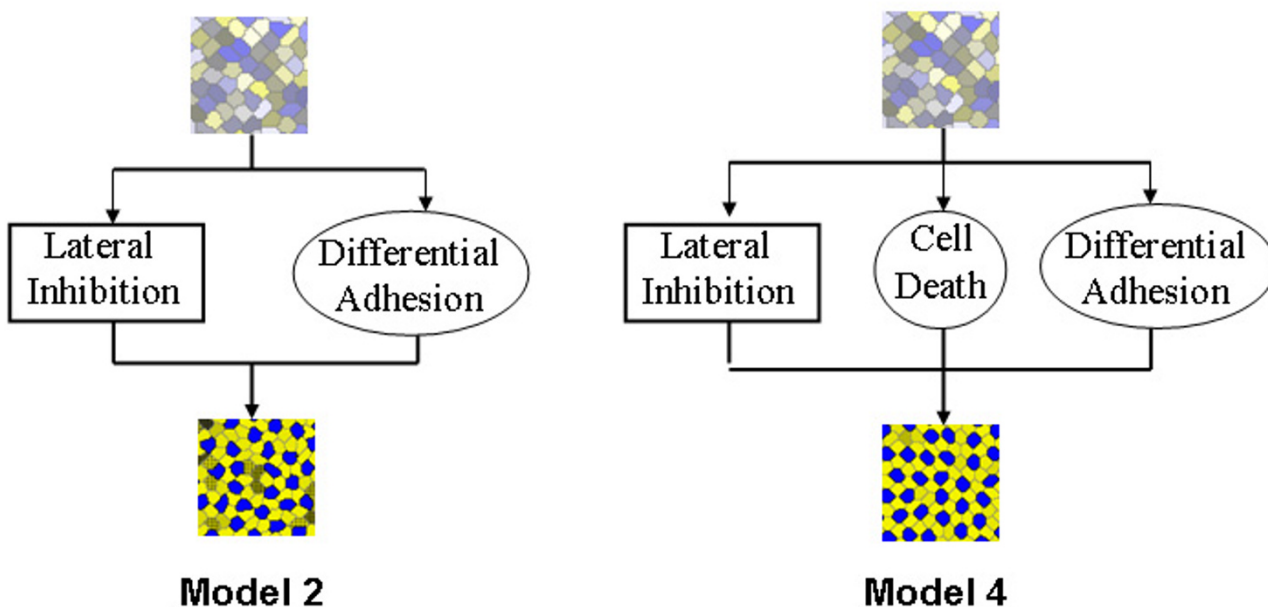 Lateral
Inhibition
Differential
Adhesion
Model 2
Lateral
Inhibition
Cell
Death
Differential
Adhesion
Model 4